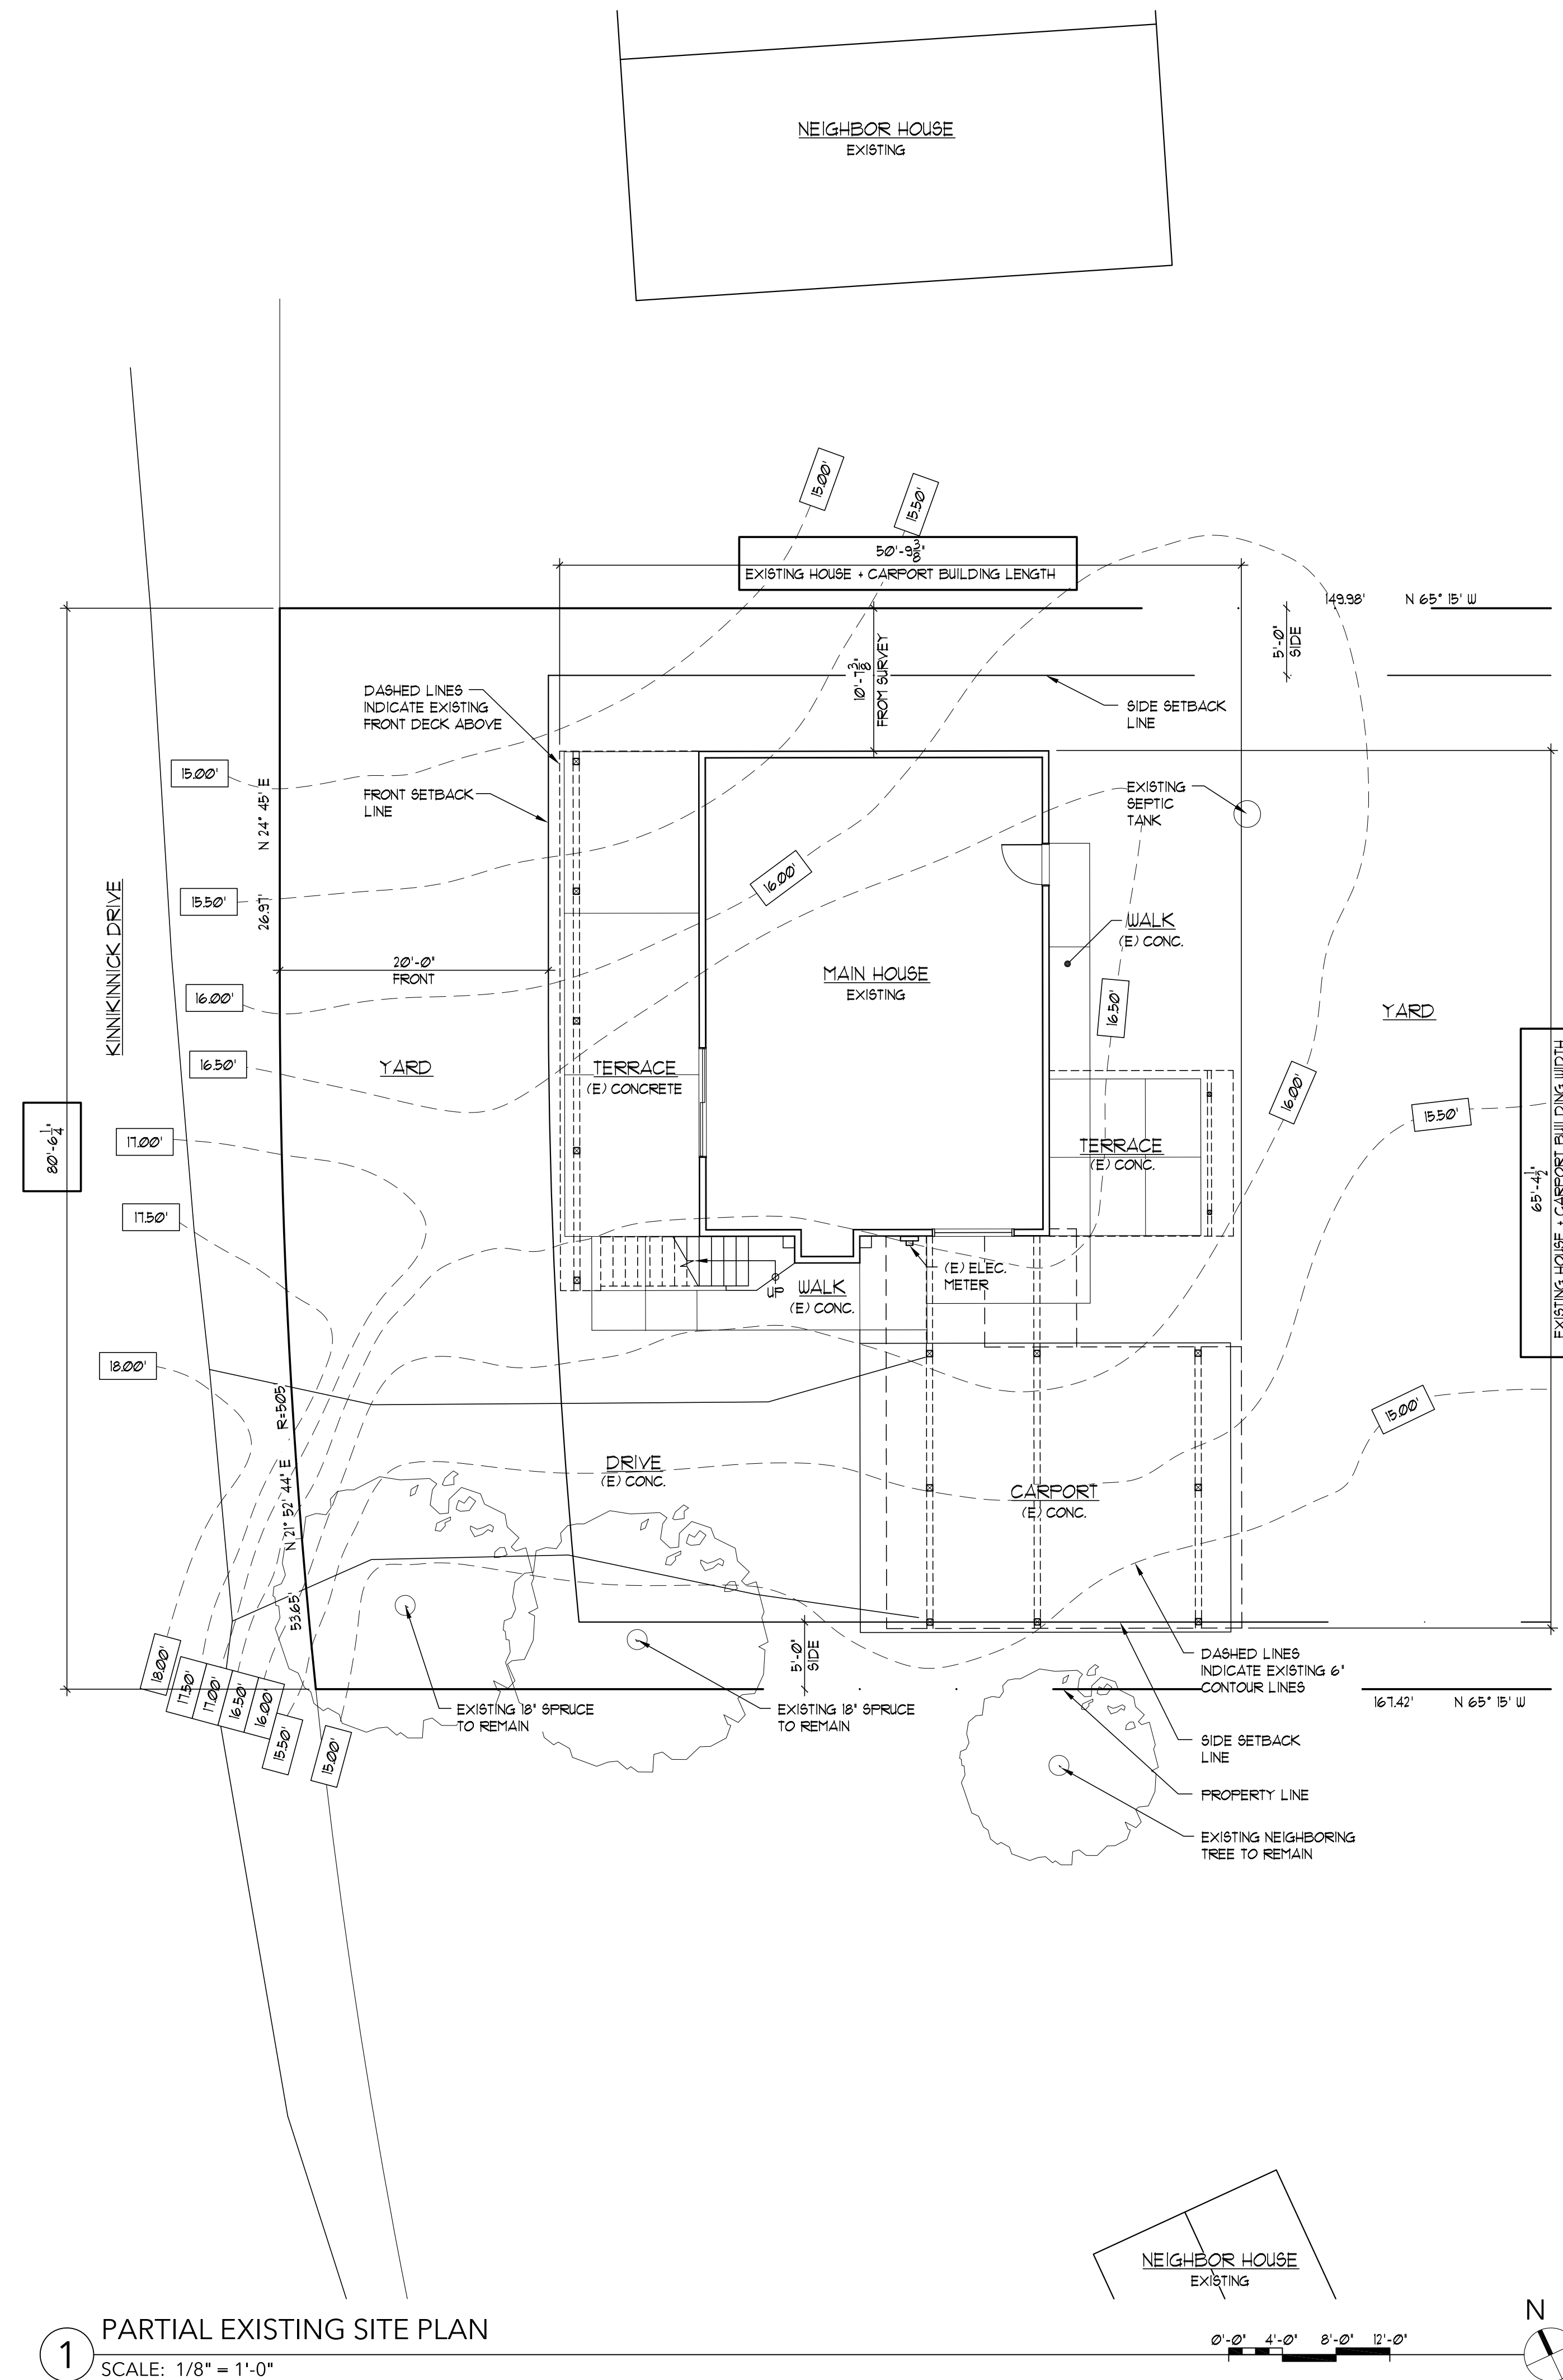 NEIGHBOR HOUSE
EXISTING
15.00'
15.50'
50'-9 3/8"
EXISTING HOUSE + CARPORT BUILDING LENGTH
149.98'
N 65° 15' W
5'-0"
SIDE
10'-7 3/8"
FROM SURVEY
DASHED LINES
INDICATE EXISTING
FRONT DECK ABOVE
SIDE SETBACK
LINE
15.00'
N 24° 45' E
26.97'
FRONT SETBACK
LINE
EXISTING
SEPTIC
TANK
15.50'
16.00'
KINNIKINNICK DRIVE
WALK
(E) CONC.
20'-0"
FRONT
MAIN HOUSE
EXISTING
16.00'
16.50'
YARD
16.50'
YARD
TERRACE
(E) CONCRETE
16.00'
15.50'
80'-6 1/4"
17.00'
TERRACE
(E) CONC.
65'-4 1/2"
EXISTING HOUSE + CARPORT BUILDING WIDTH
17.50'
(E) ELEC.
METER
UP
WALK
(E) CONC.
18.00'
R=505'
15.00'
DRIVE
(E) CONC.
CARPORT
(E) CONC.
N 21° 52' 44" E
53.65'
5'-0"
SIDE
DASHED LINES
INDICATE EXISTING 6"
CONTOUR LINES
18.00'
17.50'
17.00'
16.50'
16.00'
15.50'
15.00'
EXISTING 18" SPRUCE
TO REMAIN
EXISTING 18" SPRUCE
TO REMAIN
167.42'
N 65° 15' W
SIDE SETBACK
LINE
PROPERTY LINE
EXISTING NEIGHBORING
TREE TO REMAIN
NEIGHBOR HOUSE
EXISTING
1
PARTIAL EXISTING SITE PLAN
SCALE: 1/8" = 1'-0"
0'-0" 4'-0" 8'-0" 12'-0"
N